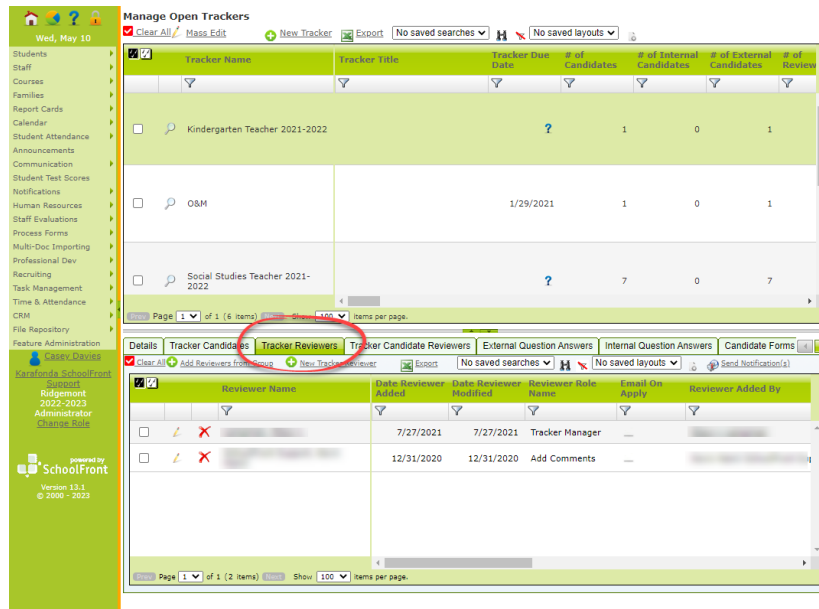 Wed, May 10
Students
Staff
Courses
Families
Report Cards
Calendar
Student Attendance
Announcements
Communication
Student Test Scores
Notifications
Human Resources
Staff Evaluations
Process Forms
Multi-Doc Importing
Professional Dev
Recruiting
Task Management
Time & Attendance
CRM
File Repository
Feature Administration
Casey Davies
Karafonda SchoolFront
Support
Ridgemont
2022-2023
Administrator
Change Role
powered by
SchoolFront
Version 13.1
© 2000 - 2023
Manage Open Trackers
Clear All Mass Edit New Tracker Export No saved searches No saved layouts
Tracker Name Tracker Title Tracker Due Date # of Candidates # of Internal Candidates # of External Candidates # of Review
Kindergarten Teacher 2021-2022 ? 1 0 1
O&M 1/29/2021 1 0 1
Social Studies Teacher 2021-2022 ? 7 0 7
Prev Page 1 of 1 (6 items) Show 100 items per page.
Details Tracker Candidates Tracker Reviewers Tracker Candidate Reviewers External Question Answers Internal Question Answers Candidate Forms
Clear All Add Reviewers from Group New Tracker Reviewer Export No saved searches No saved layouts Send Notification(s)
Reviewer Name Date Reviewer Added Date Reviewer Modified Reviewer Role Name Email On Apply Reviewer Added By
7/27/2021 7/27/2021 Tracker Manager
12/31/2020 12/31/2020 Add Comments
Prev Page 1 of 1 (2 items) Next Show 100 items per page.